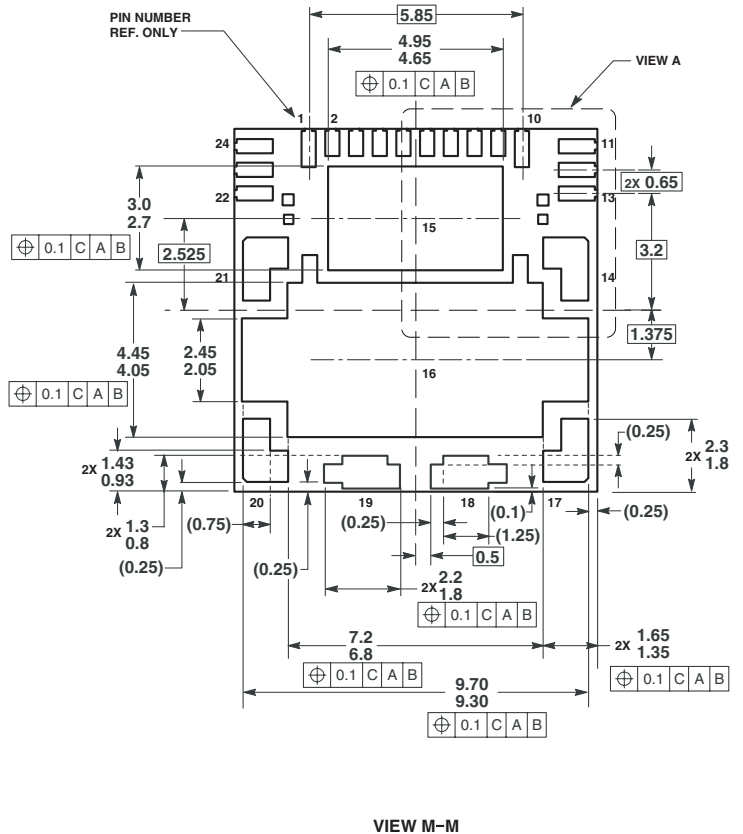 PIN NUMBER
REF. ONLY
5.85
4.95
4.65
⌖ 0.1 C A B
VIEW A
1
2
10
24
11
22
13
2X 0.65
3.0
2.7
⌖ 0.1 C A B
15
2.525
3.2
21
14
1.375
4.45
4.05
2.45
2.05
16
⌖ 0.1 C A B
(0.25)
2X 2.3
1.8
2X 1.43
0.93
20
19
18
17
2X 1.3
0.8
(0.75)
(0.25)
(0.1)
(0.25)
(1.25)
(0.25)
(0.25)
0.5
2X 2.2
1.8
⌖ 0.1 C A B
7.2
6.8
2X 1.65
1.35
⌖ 0.1 C A B
⌖ 0.1 C A B
9.70
9.30
⌖ 0.1 C A B
VIEW M−M